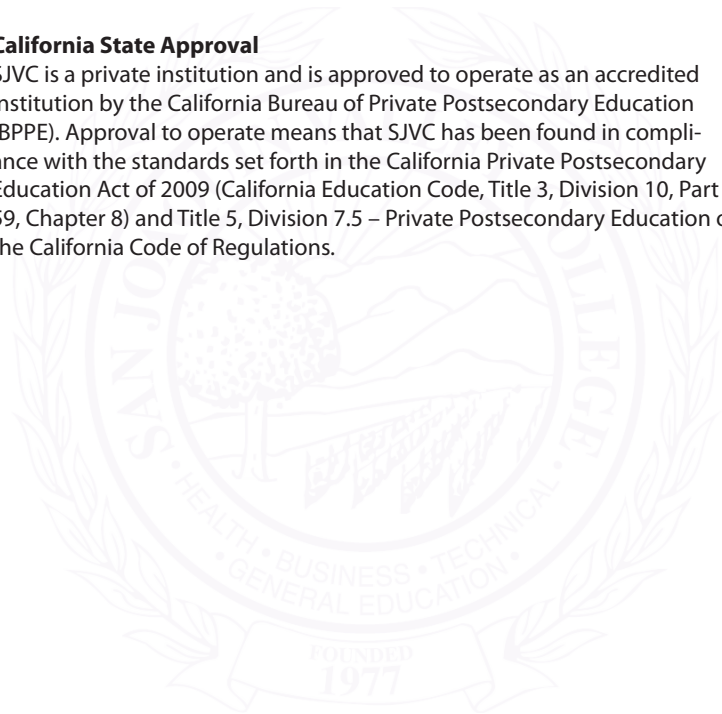 California State Approval
SJVC is a private institution and is approved to operate as an accredited
institution by the California Bureau of Private Postsecondary Education
(BPPE). Approval to operate means that SJVC has been found in compli-
ance with the standards set forth in the California Private Postsecondary
Education Act of 2009 (California Education Code, Title 3, Division 10, Part
59, Chapter 8) and Title 5, Division 7.5 – Private Postsecondary Education
the California Code of Regulations.
SAN JO VALLEY COLLEGE
• HEALTH • BUSINESS • TECHNICAL •
• GENERAL EDUCATION •
FOUNDED
1977